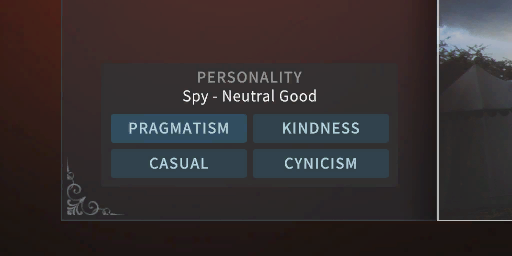 PERSONALITY
Spy - Neutral Good
PRAGMATISM KINDNESS
CASUAL CYNICISM